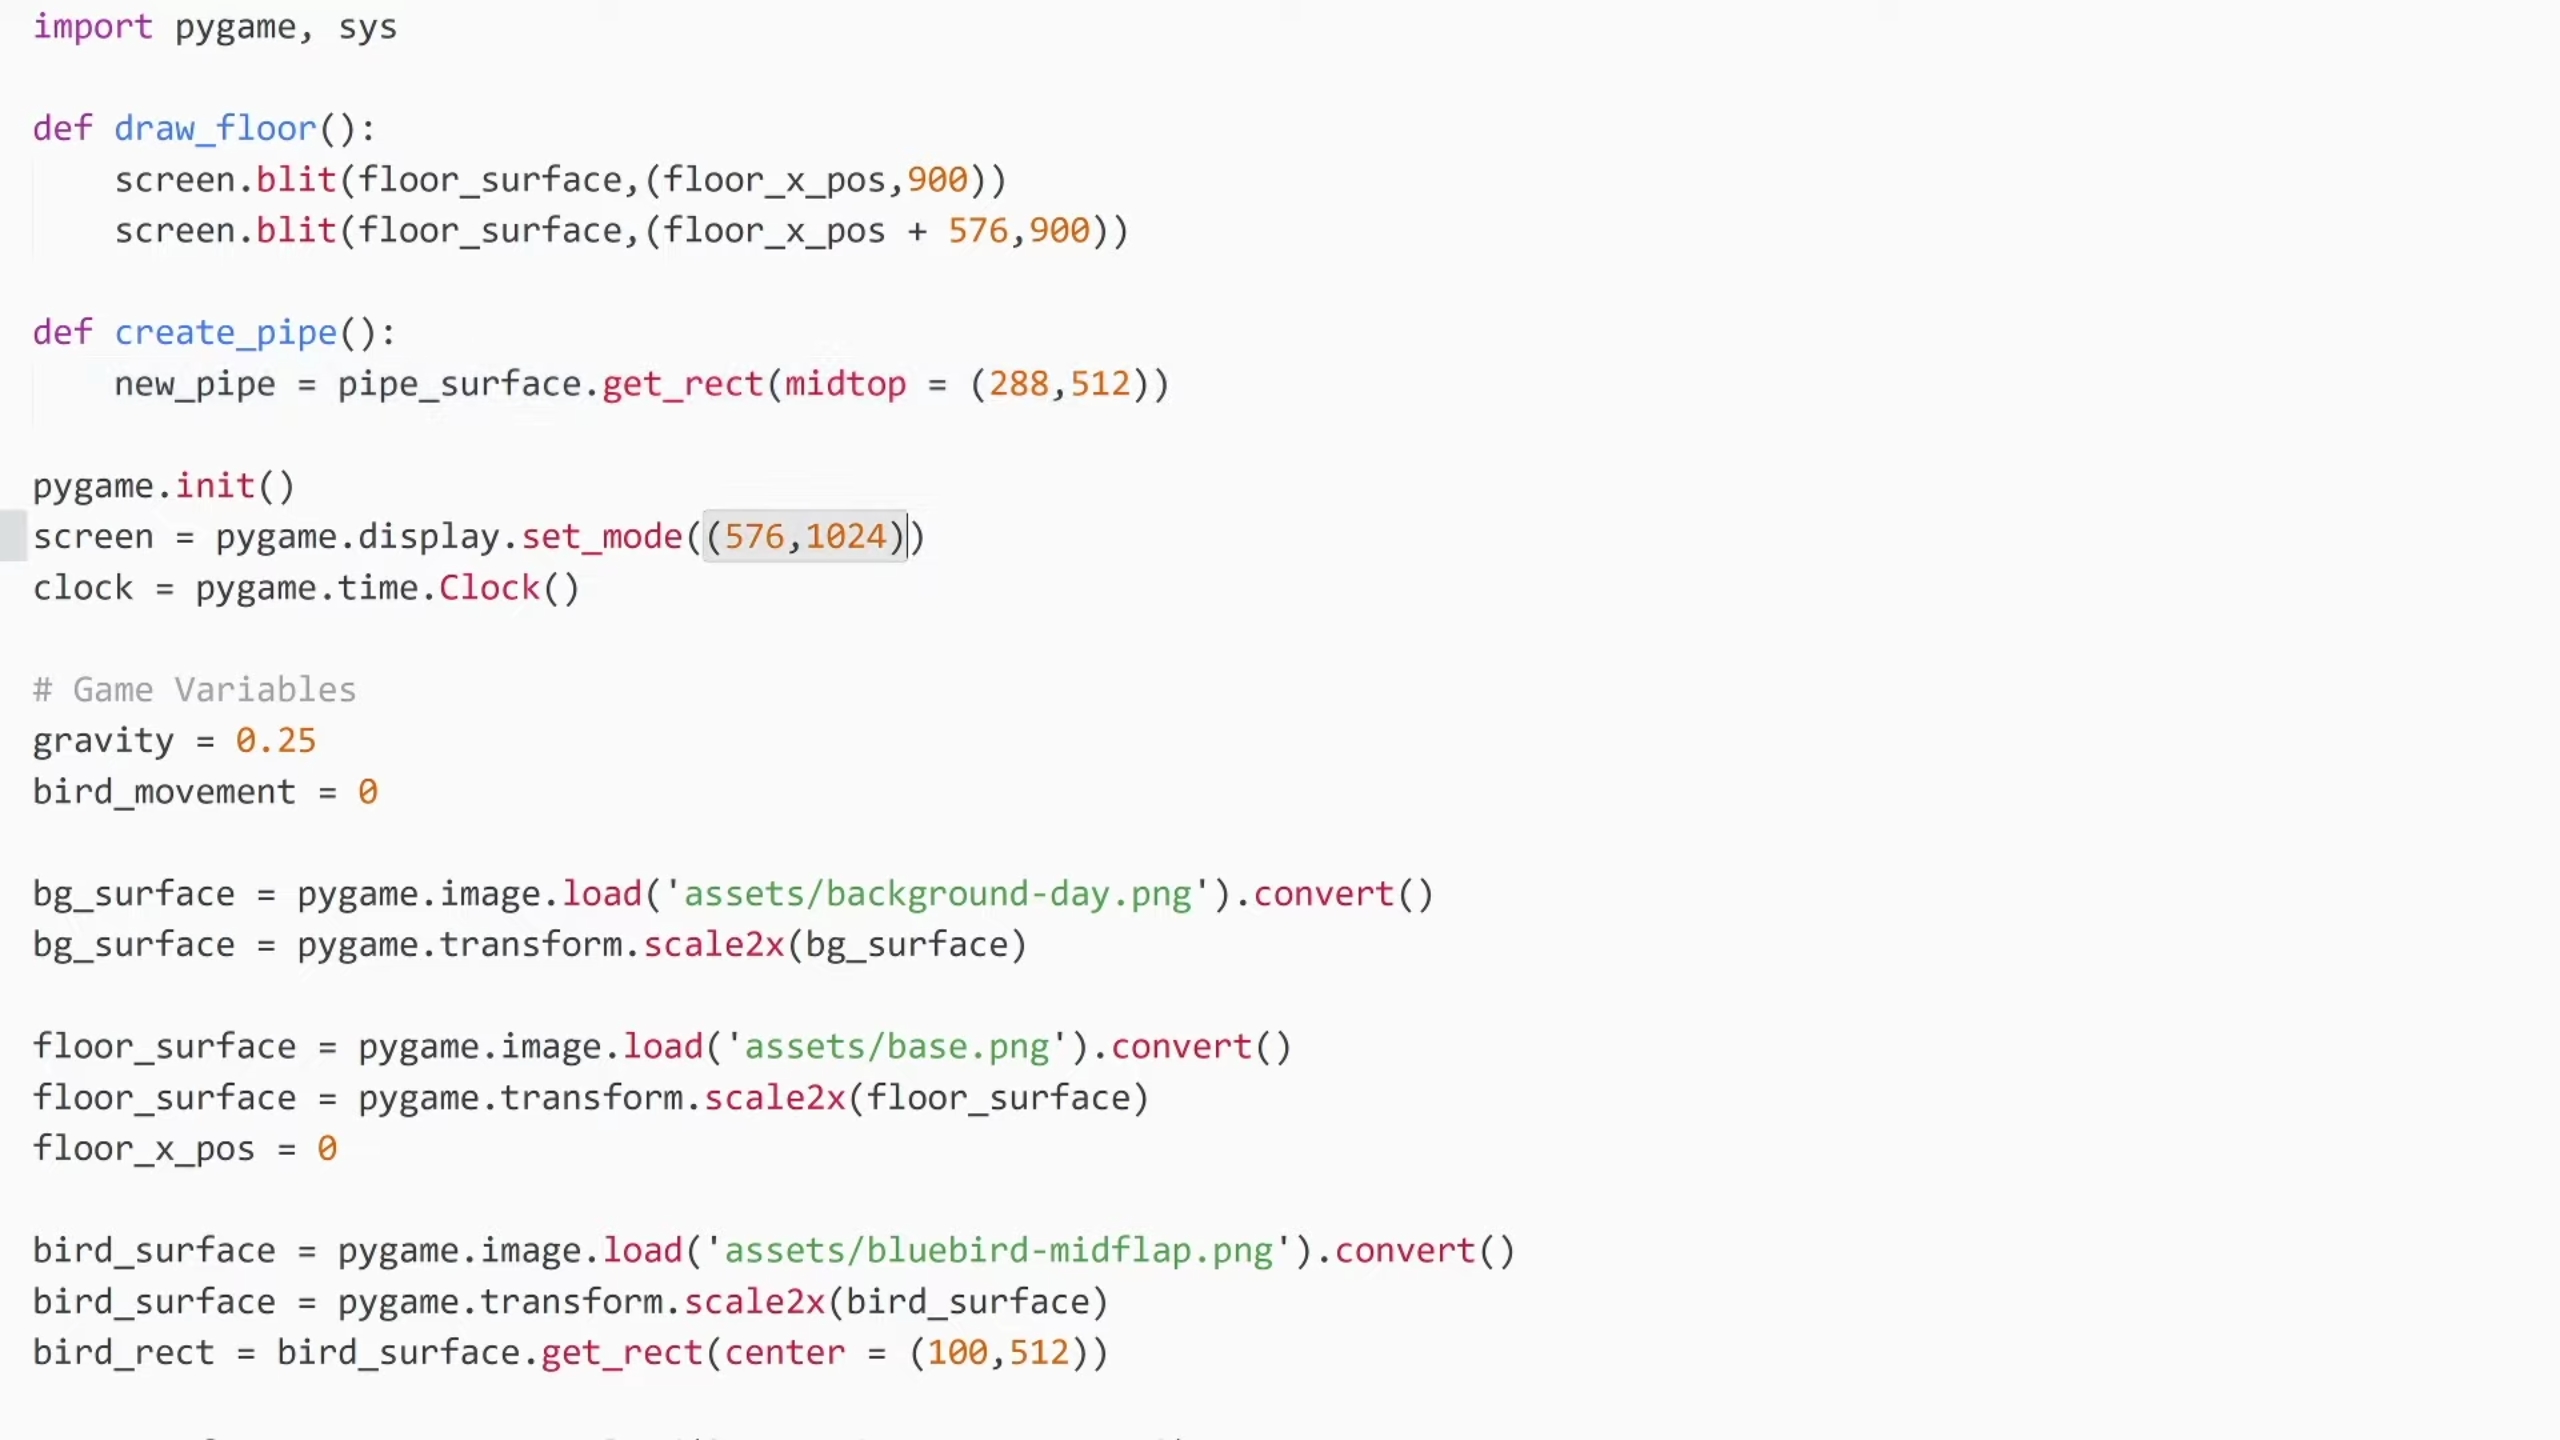 import pygame, sys
def draw_floor():
screen.blit(floor_surface,(floor_x_pos,900))
screen.blit(floor_surface,(floor_x_pos + 576,900))
def create_pipe():
new_pipe = pipe_surface.get_rect(midtop = (288,512))
pygame.init()
screen = pygame.display.set_mode((576,1024))
clock = pygame.time.Clock()
# Game Variables
gravity = 0.25
bird_movement = 0
bg_surface = pygame.image.load('assets/background-day.png').convert()
bg_surface = pygame.transform.scale2x(bg_surface)
floor_surface = pygame.image.load('assets/base.png').convert()
floor_surface = pygame.transform.scale2x(floor_surface)
floor_x_pos = 0
bird_surface = pygame.image.load('assets/bluebird-midflap.png').convert()
bird_surface = pygame.transform.scale2x(bird_surface)
bird_rect = bird_surface.get_rect(center = (100,512))